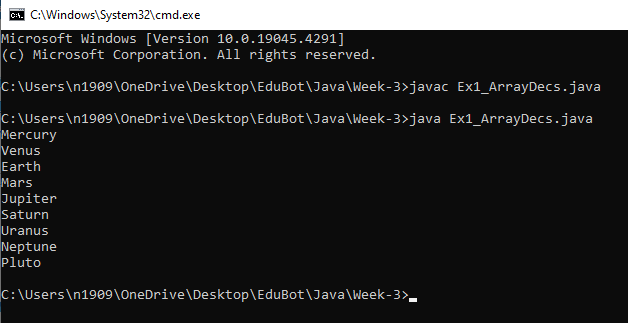 C:\Windows\System32\cmd.exe
Microsoft Windows [Version 10.0.19045.4291]
(c) Microsoft Corporation. All rights reserved.
C:\Users\n1909\OneDrive\Desktop\EduBot\Java\Week-3>javac Ex1_ArrayDecs.java
C:\Users\n1909\OneDrive\Desktop\EduBot\Java\Week-3>java Ex1_ArrayDecs.java
Mercury
Venus
Earth
Mars
Jupiter
Saturn
Uranus
Neptune
Pluto
C:\Users\n1909\OneDrive\Desktop\EduBot\Java\Week-3>